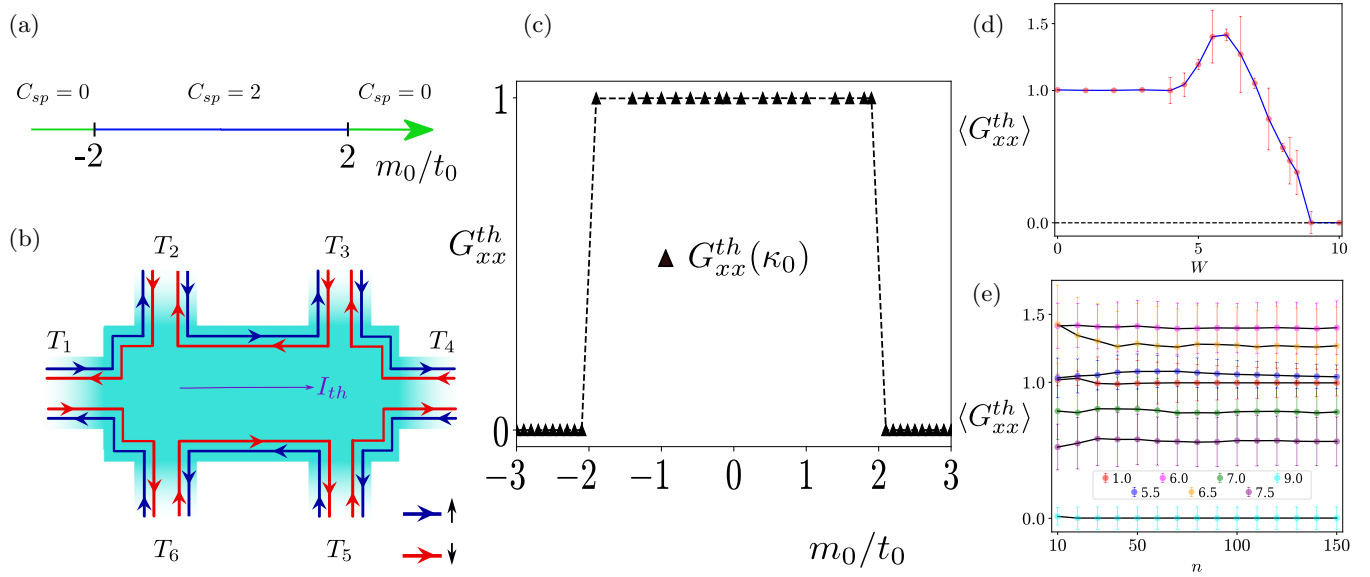 (a)
C_sp = 0
C_sp = 2
C_sp = 0
-2
2
m_0/t_0
(b)
T_2
T_3
T_1
T_4
I_th
T_6
T_5
(c)
1
G^th_xx
G^th_xx(κ_0)
0
−3 −2 −1 0 1 2 3
m_0/t_0
(d)
1.5
1.0
⟨G^th_xx⟩
0.0
0 5 10
W
(e)
1.5
1.0
⟨G^th_xx⟩
1.0 6.0 7.0 9.0
5.5 6.5 7.5
0.0
10 50 100 150
n